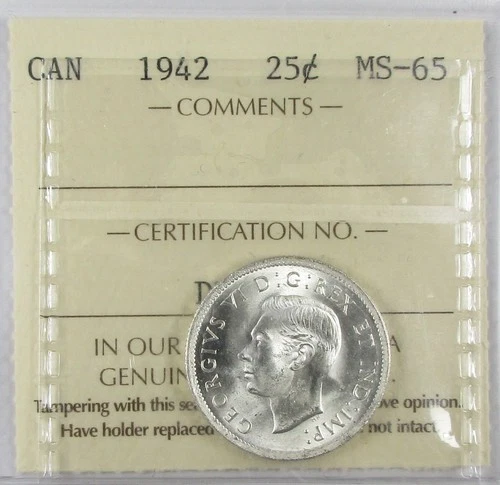 CAN 1942 25¢ MS-65
— COMMENTS —
— CERTIFICATION NO. —
GEORGIVS VI D:G:REX ET IND:IMP:
IN OUR
GENUIN
Tampering with this se ve opinion.
Have holder replaced not intact